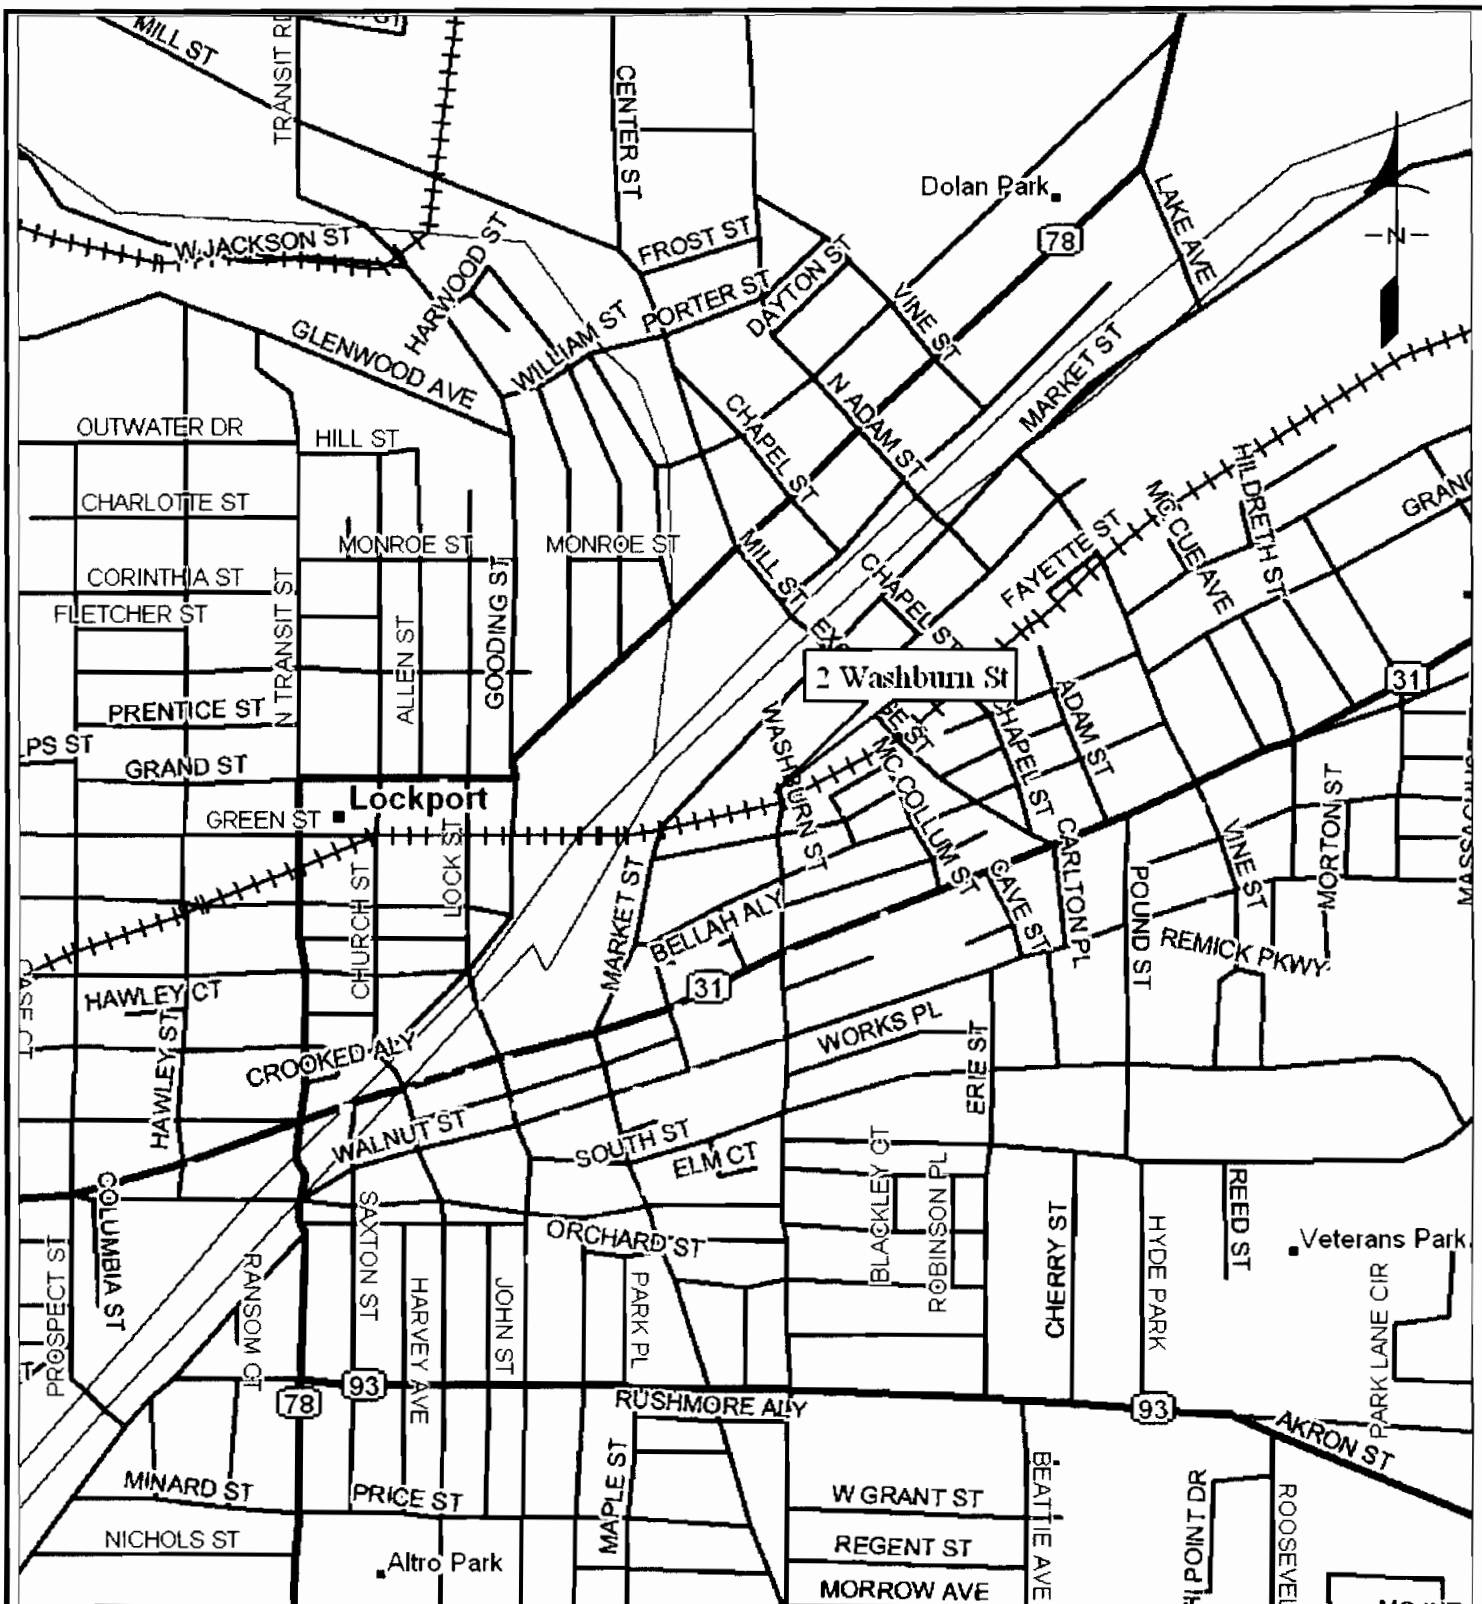 MILL ST
TRANSIT RD
CENTER ST
Dolan Park
78
LAKE AVE
N
W JACKSON ST
HARWOOD ST
FROST ST
PORTER ST
DAYTON ST
VINE ST
WILLIAM ST
GLENWOOD AVE
MARKET ST
N ADAM ST
CHAPEL ST
OUTWATER DR
HILL ST
CHARLOTTE ST
MONROE ST
MONROE ST
MILL ST
CHAPEL ST
FAYETTE ST
MC CUE AVE
HILDRETH ST
CORINTHIA ST
FLETCHER ST
N TRANSIT ST
ALLEN ST
GOODING ST
2 Washburn St
31
PRENTICE ST
PS ST
GRAND ST
WASHBURN ST
CHAPEL ST
ADAM ST
MC COLLUM ST
Lockport
GREEN ST
CHURCH ST
LOCK ST
MARKET ST
BELLAH ALY
CAVE ST
CARLTON PL
POUND ST
VINE ST
MORTON ST
REMICK PKWY
31
HAWLEY CT
HAWLEY ST
CROOKED ALY
WORKS PL
ERIE ST
WALNUT ST
SOUTH ST
ELM CT
COLUMBIA ST
PROSPECT ST
SAXTON ST
RANSOM CT
HARVEY AVE
JOHN ST
ORCHARD ST
PARK PL
BLACKLEY CT
ROBINSON PL
CHERRY ST
HYDE PARK
REED ST
Veterans Park
PARK LANE CIR
78
93
RUSHMORE ALY
93
AKRON ST
MINARD ST
PRICE ST
MAPLE ST
W GRANT ST
BEATTIE AVE
NICHOLS ST
Altro Park
REGENT ST
MORROW AVE
POINT DR